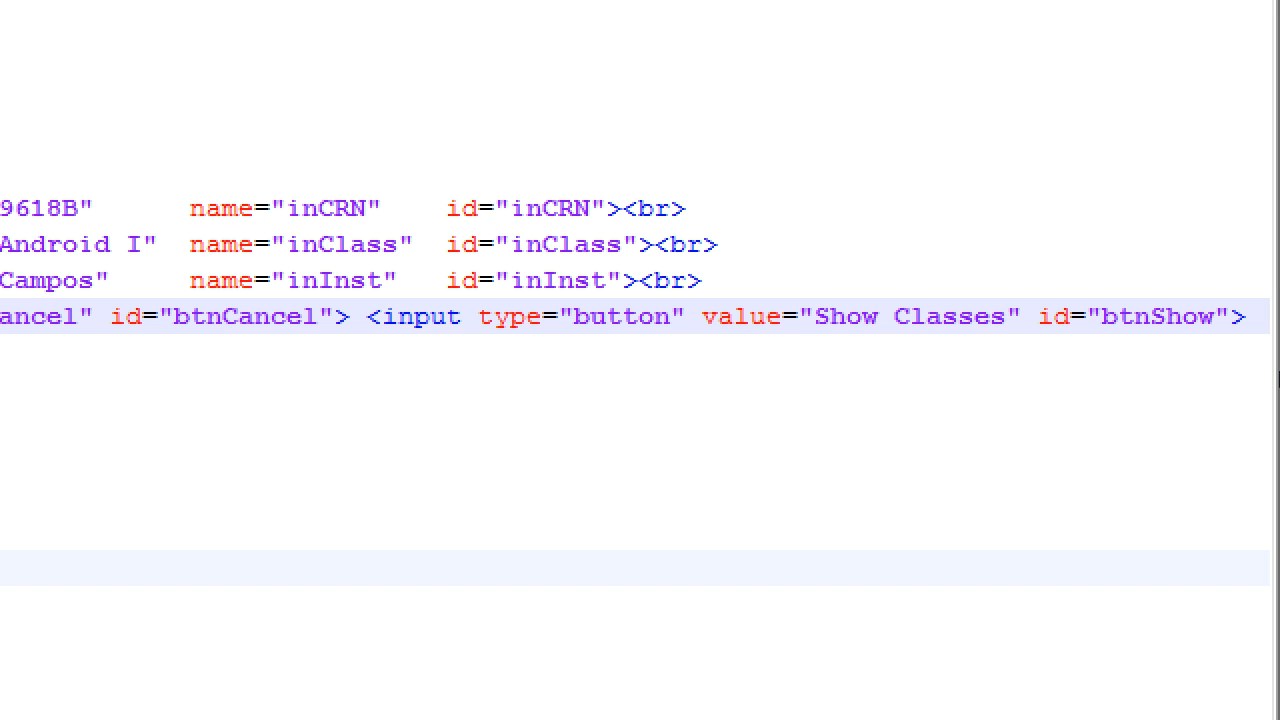 9618B"      name="inCRN"    id="inCRN"><br>
Android I"  name="inClass"  id="inClass"><br>
Campos"     name="inInst"   id="inInst"><br>
ancel" id="btnCancel"> <input type="button" value="Show Classes" id="btnShow">